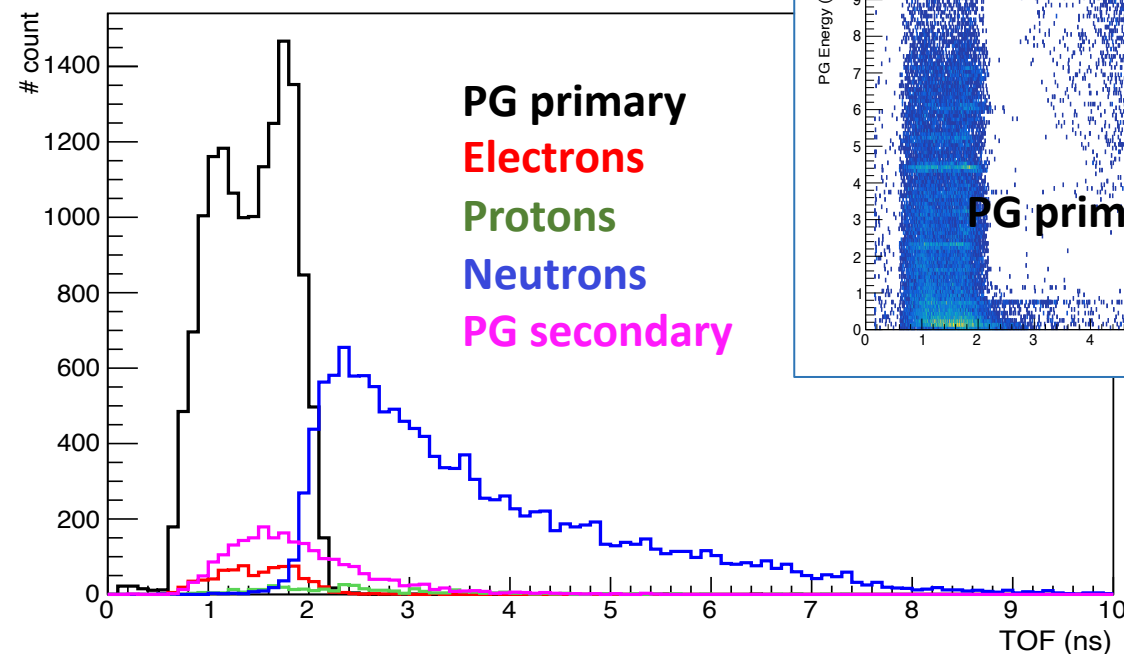 # count
1400
1200
1000
800
600
400
200
0
0 1 2 3 4 5 6 7 8 9 10
TOF (ns)
PG primary
Electrons
Protons
Neutrons
PG secondary
PG Energy (
9
8
7
6
5
4
3
2
1
0
0 1 2 3 4
PG prim